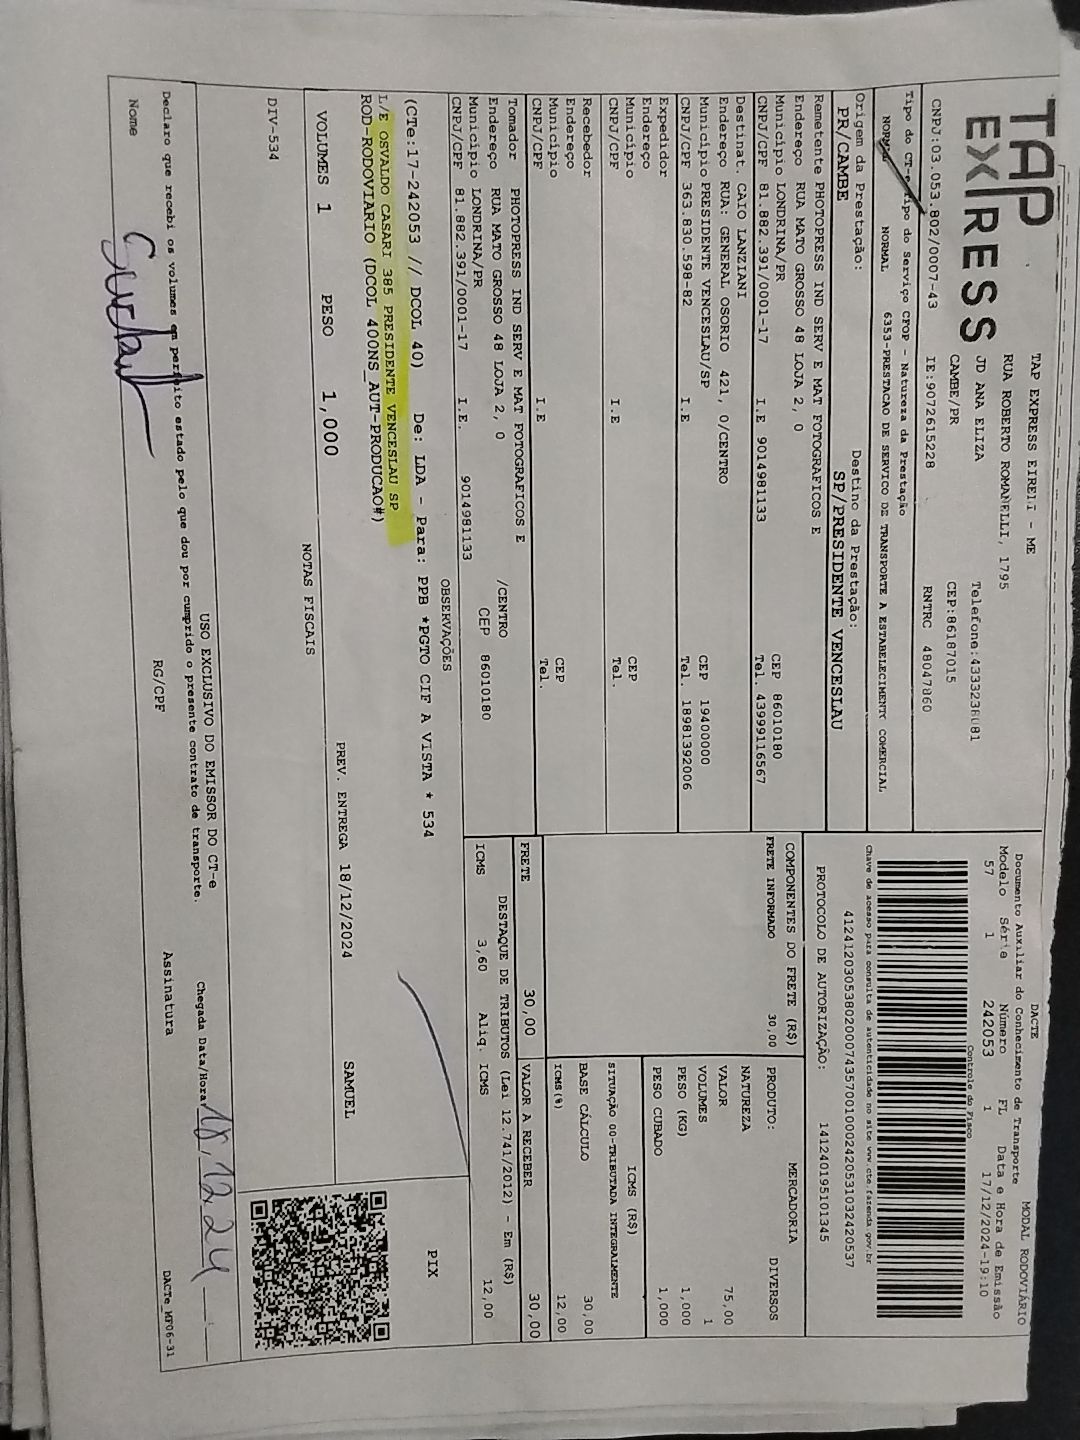 TAP
EXPRESS
TAP EXPRESS EIRELI - ME
RUA ROBERTO ROMANELLI, 1795
JD ANA ELIZA Telefone:4333236081
CAMBE/PR CEP:86187015
CNPJ:03.053.802/0007-43 IE:9072615228 RNTRC 48047860
DACTE MODAL RODOVIÁRIO
Documento Auxiliar do Conhecimento de Transporte
Modelo Série Número FL Data e Hora de Emissão
57 1 242053 1 17/12/2024-19:10
Controle do Fisco
Chave de acesso para consulta de autenticidade no site www.cte.fazenda.gov.br
41241203053802000743570010002420531032420537
PROTOCOLO DE AUTORIZAÇÃO: 141240195101345
Tipo do CT-e Tipo do Serviço CFOP - Natureza da Prestação
NORMAL NORMAL 6353-PRESTACAO DE SERVICO DE TRANSPORTE A ESTABELECIMENTO COMERCIAL
Origem da Prestação: Destino da Prestação:
PR/CAMBE SP/PRESIDENTE VENCESLAU
Remetente PHOTOPRESS IND SERV E MAT FOTOGRAFICOS E
Endereço RUA MATO GROSSO 48 LOJA 2, 0
Município LONDRINA/PR CEP 86010180
CNPJ/CPF 81.882.391/0001-17 I.E 9014981133 Tel. 43999116567
Destinat. CAIO LANZIANI
Endereço RUA: GENERAL OSORIO 421, 0/CENTRO
Município PRESIDENTE VENCESLAU/SP CEP 19400000
CNPJ/CPF 363.830.598-82 I.E Tel. 18981392006
Expedidor
Endereço
Município CEP
CNPJ/CPF I.E Tel.
Recebedor
Endereço
Município CEP
CNPJ/CPF I.E Tel.
Tomador PHOTOPRESS IND SERV E MAT FOTOGRAFICOS E
Endereço RUA MATO GROSSO 48 LOJA 2, 0 /CENTRO
Município LONDRINA/PR CEP 86010180
CNPJ/CPF 81.882.391/0001-17 I.E. 9014981133
COMPONENTES DO FRETE (R$)
FRETE INFORMADO 30,00
PRODUTO: MERCADORIA DIVERSOS
NATUREZA
VALOR 75,00
VOLUMES 1
PESO (KG) 1,000
PESO CUBADO 1,000
ICMS (R$)
SITUAÇÃO 00-TRIBUTADA INTEGRALMENTE
BASE CÁLCULO 30,00
ICMS(%) 12,00
FRETE 30,00 VALOR A RECEBER 30,00
DESTAQUE DE TRIBUTOS (Lei 12.741/2012) - Em (R$)
ICMS 3,60 Aliq. ICMS 12,00
OBSERVAÇÕES
(CTe:17-242053 // DCOL 40) De: LDA - Para: PPB *PGTO CIF A VISTA * 534
L/E OSVALDO CASARI 385 PRESIDENTE VENCESLAU SP
ROD-RODOVIARIO (DCOL 400NS_AUT-PRODUCAO#)
PIX
VOLUMES 1 PESO 1,000 PREV. ENTREGA 18/12/2024 SAMUEL
NOTAS FISCAIS
DIV-534
USO EXCLUSIVO DO EMISSOR DO CT-e
Declaro que recebi os volumes em perfeito estado pelo que dou por cumprido o presente contrato de transporte. Chegada Data/Hora: 18.12.24
Nome RG/CPF Assinatura
DACTe_MF06-31